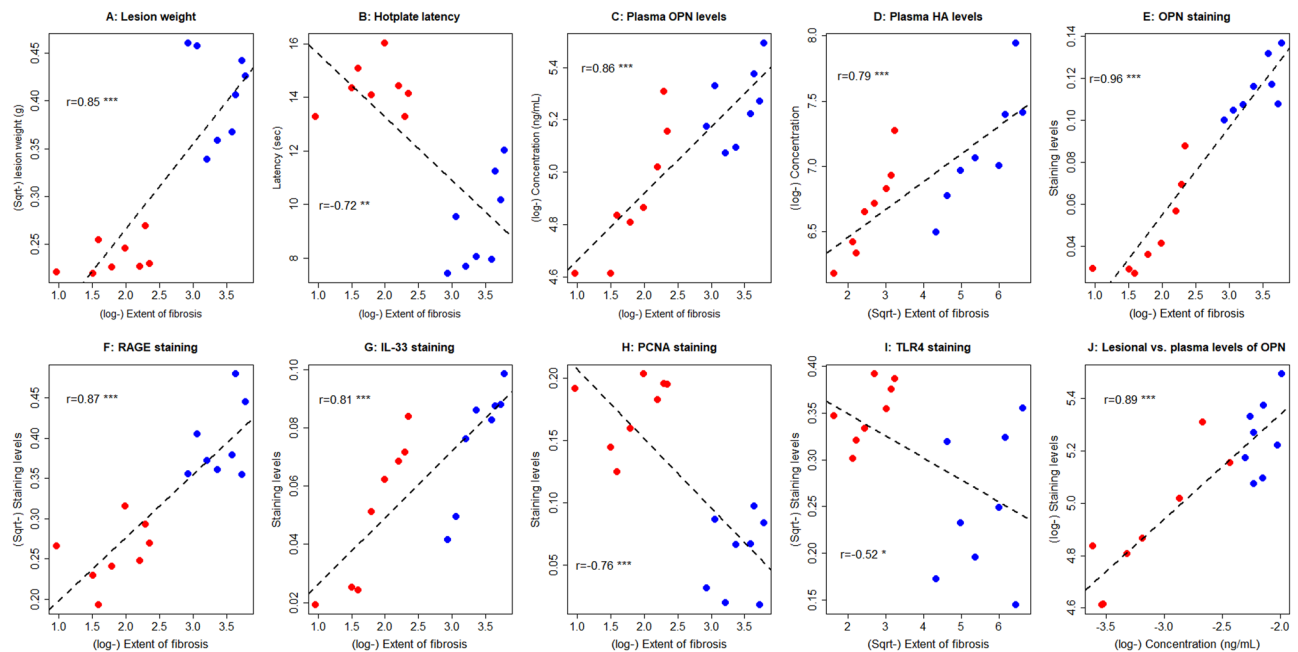 A: Lesion weight
(Sqrt-) lesion weight (g)
0.45
0.40
0.35
0.30
0.25
r=0.85 ***
1.0 1.5 2.0 2.5 3.0 3.5
(log-) Extent of fibrosis
B: Hotplate latency
Latency (sec)
16
14
12
10
8
r=-0.72 **
1.0 1.5 2.0 2.5 3.0 3.5
(log-) Extent of fibrosis
C: Plasma OPN levels
(log-) Concentration (ng/mL)
5.4
5.2
5.0
4.8
4.6
r=0.86 ***
1.0 1.5 2.0 2.5 3.0 3.5
(log-) Extent of fibrosis
D: Plasma HA levels
(log-) Concentration
8.0
7.5
7.0
6.5
6.0
r=0.79 ***
2 3 4 5 6
(Sqrt-) Extent of fibrosis
E: OPN staining
Staining levels
0.14
0.12
0.10
0.08
0.06
0.04
r=0.96 ***
1.0 1.5 2.0 2.5 3.0 3.5
(log-) Extent of fibrosis
F: RAGE staining
(Sqrt-) Staining levels
0.45
0.40
0.35
0.30
0.25
0.20
r=0.87 ***
1.0 1.5 2.0 2.5 3.0 3.5
(log-) Extent of fibrosis
G: IL-33 staining
Staining levels
0.10
0.08
0.06
0.04
0.02
r=0.81 ***
1.0 1.5 2.0 2.5 3.0 3.5
(log-) Extent of fibrosis
H: PCNA staining
Staining levels
0.20
0.15
0.10
0.05
r=-0.76 ***
1.0 1.5 2.0 2.5 3.0 3.5
(log-) Extent of fibrosis
I: TLR4 staining
(Sqrt-) Staining levels
0.40
0.35
0.30
0.25
0.20
0.15
r=-0.52 *
2 3 4 5 6
(Sqrt-) Extent of fibrosis
J: Lesional vs. plasma levels of OPN
(log-) Staining levels
5.4
5.2
5.0
4.8
4.6
r=0.89 ***
-3.5 -3.0 -2.5 -2.0
(log-) Concentration (ng/mL)